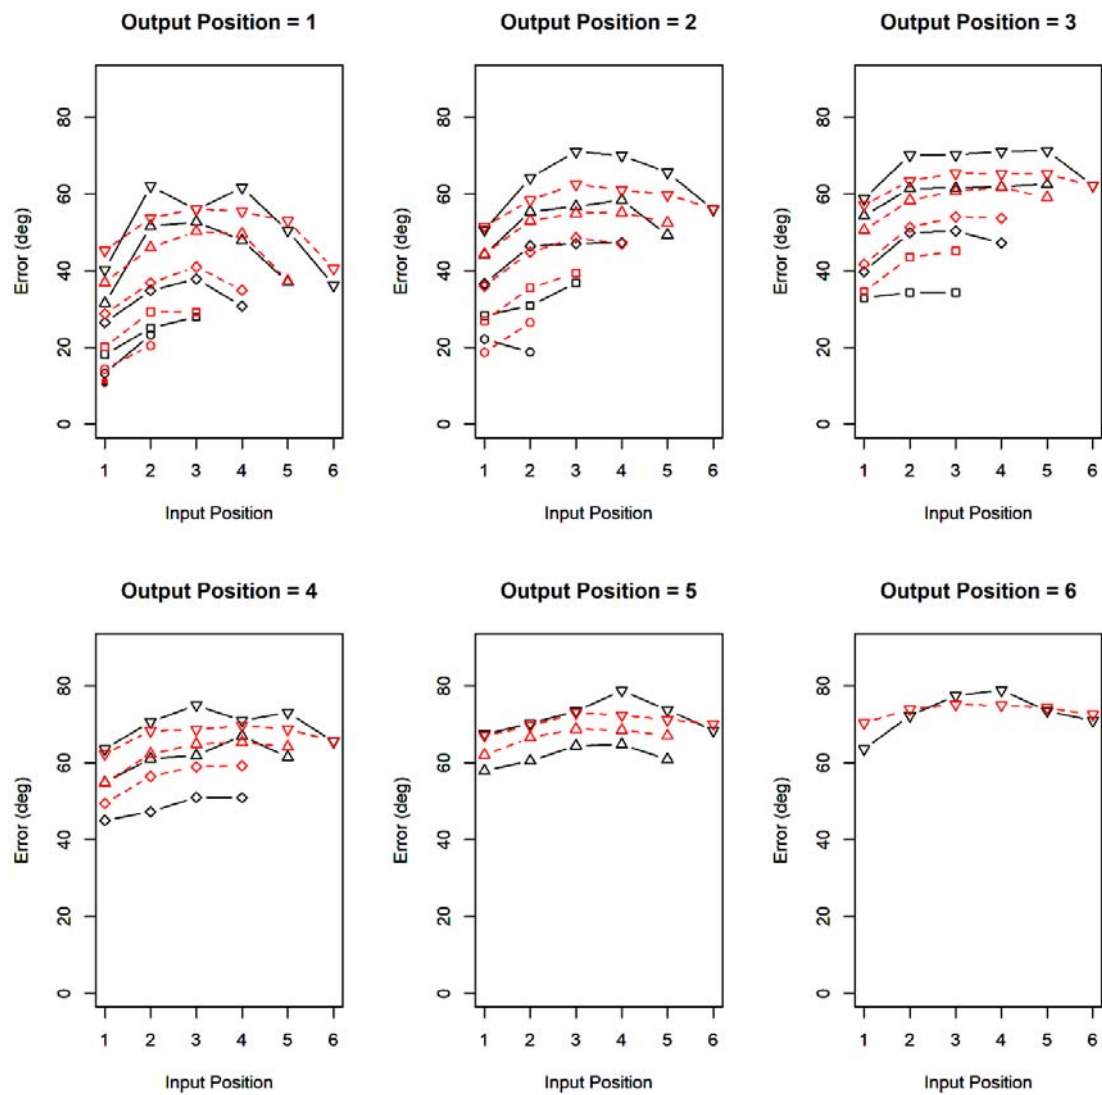 Output Position = 1
Output Position = 2
Output Position = 3
Error (deg)
80
60
40
20
0
1 2 3 4 5 6
Input Position
Error (deg)
80
60
40
20
0
1 2 3 4 5 6
Input Position
Error (deg)
80
60
40
20
0
1 2 3 4 5 6
Input Position
Output Position = 4
Output Position = 5
Output Position = 6
Error (deg)
80
60
40
20
0
1 2 3 4 5 6
Input Position
Error (deg)
80
60
40
20
0
1 2 3 4 5 6
Input Position
Error (deg)
80
60
40
20
0
1 2 3 4 5 6
Input Position